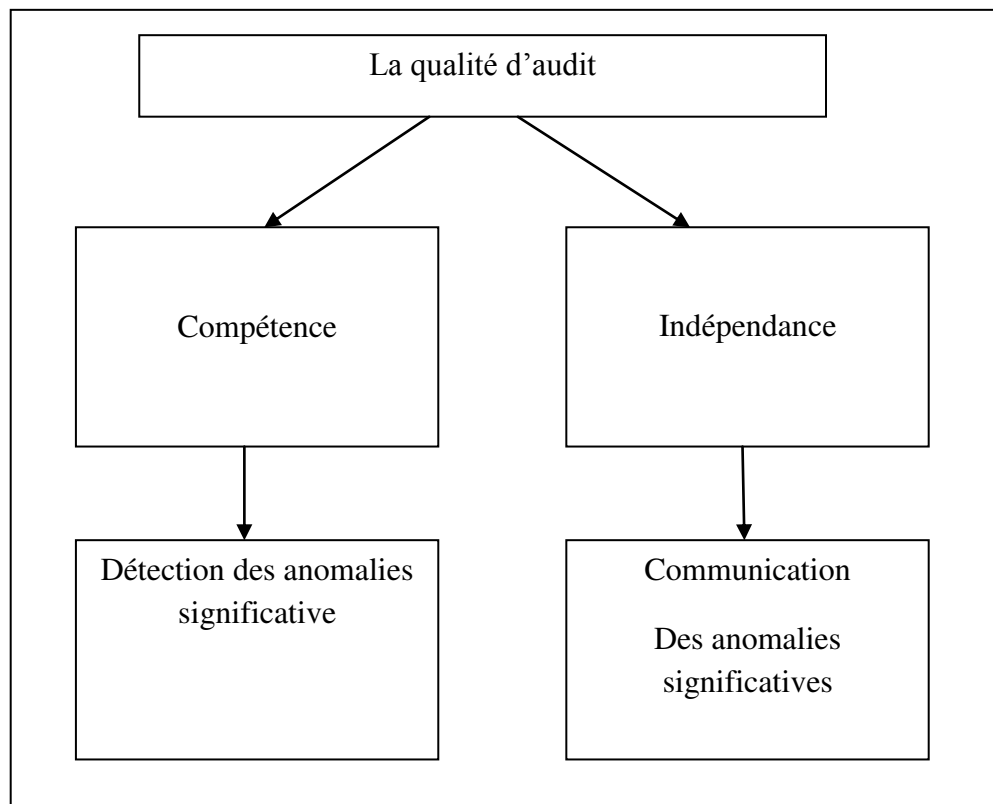 La qualité d’audit
Compétence
Indépendance
Détection des anomalies
significative
Communication
Des anomalies
significatives